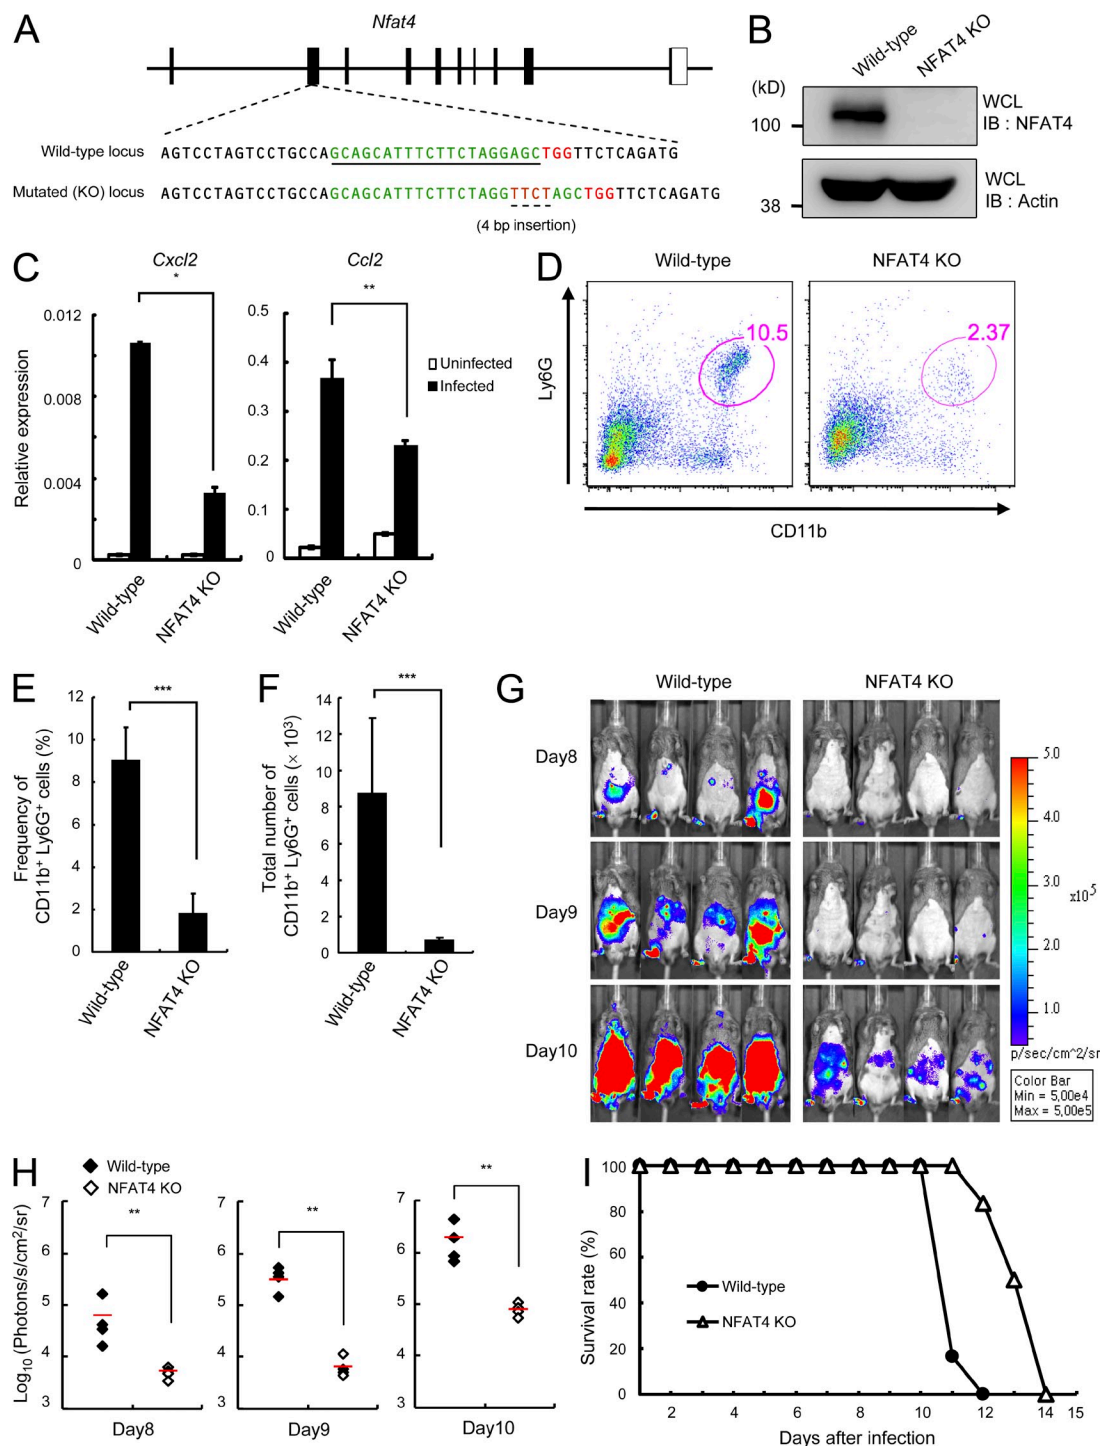 A
Nfat4
Wild-type locus AGTCCTAGTCCTGCCAGCAGCATTTCTTCTAGGAGCTGGTTCTCAGATG
Mutated (KO) locus AGTCCTAGTCCTGCCAGCAGCATTTCTTCTAGGTTCTAGCTGGTTCTCAGATG
(4 bp insertion)
B
Wild-type NFAT4 KO
(kD)
100
WCL
IB : NFAT4
38
WCL
IB : Actin
C
Cxcl2
*
Relative expression
0.012
0.008
0.004
0
Wild-type NFAT4 KO
Ccl2
**
0.5
0.4
0.3
0.2
0.1
0
Wild-type NFAT4 KO
Uninfected
Infected
D
Wild-type NFAT4 KO
10.5 2.37
Ly6G
CD11b
E
***
Frequency of
CD11b+ Ly6G+ cells (%)
12
10
8
6
4
2
0
Wild-type NFAT4 KO
F
***
Total number of
CD11b+ Ly6G+ cells (× 10³)
14
12
10
8
6
4
2
0
Wild-type NFAT4 KO
G
Wild-type NFAT4 KO
Day8
Day9
Day10
5.0
4.0
3.0
x10⁵
2.0
1.0
p/sec/cm^2/sr
Color Bar
Min = 5,00e4
Max = 5,00e5
H
Wild-type
NFAT4 KO
Log₁₀ (Photons/s/cm²/sr)
7
6
5
4
3
**
Day8
7
6
5
4
3
**
Day9
7
6
5
4
3
**
Day10
I
Survival rate (%)
100
80
60
40
20
0
Wild-type
NFAT4 KO
2 4 6 8 10 12 14 15
Days after infection